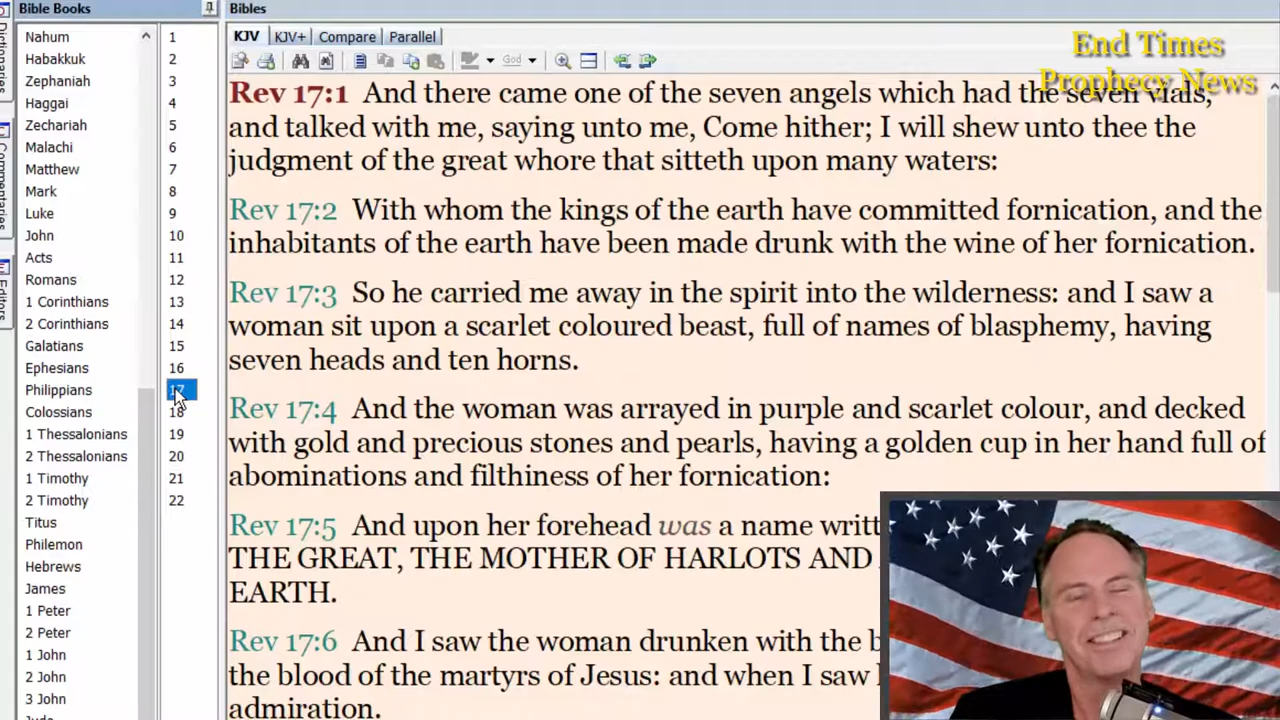 Bible Books
Bibles
Dictionaries
Commentaries
Editors
Nahum
Habakkuk
Zephaniah
Haggai
Zechariah
Malachi
Matthew
Mark
Luke
John
Acts
Romans
1 Corinthians
2 Corinthians
Galatians
Ephesians
Philippians
Colossians
1 Thessalonians
2 Thessalonians
1 Timothy
2 Timothy
Titus
Philemon
Hebrews
James
1 Peter
2 Peter
1 John
2 John
3 John
Jude
1
2
3
4
5
6
7
8
9
10
11
12
13
14
15
16
17
18
19
20
21
22
KJV KJV+ Compare Parallel
God
End Times
Prophecy News
Rev 17:1 And there came one of the seven angels which had the seven vials,
and talked with me, saying unto me, Come hither; I will shew unto thee the
judgment of the great whore that sitteth upon many waters:
Rev 17:2 With whom the kings of the earth have committed fornication, and the
inhabitants of the earth have been made drunk with the wine of her fornication.
Rev 17:3 So he carried me away in the spirit into the wilderness: and I saw a
woman sit upon a scarlet coloured beast, full of names of blasphemy, having
seven heads and ten horns.
Rev 17:4 And the woman was arrayed in purple and scarlet colour, and decked
with gold and precious stones and pearls, having a golden cup in her hand full of
abominations and filthiness of her fornication:
Rev 17:5 And upon her forehead was a name writt
THE GREAT, THE MOTHER OF HARLOTS AND
EARTH.
Rev 17:6 And I saw the woman drunken with the b
the blood of the martyrs of Jesus: and when I saw
admiration.